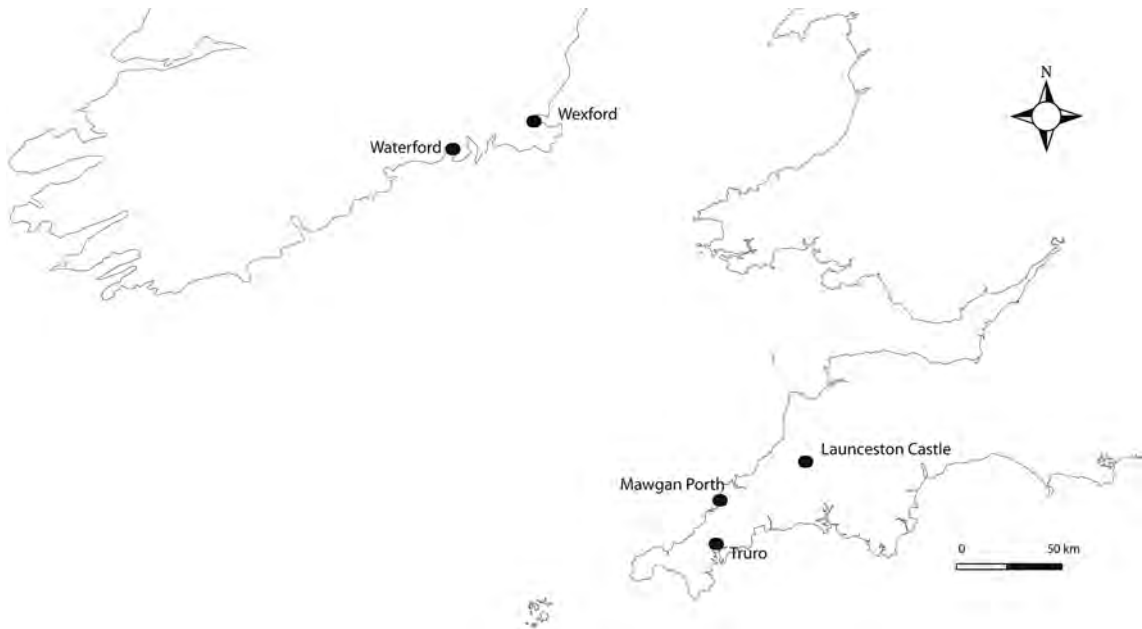 N
Wexford
Waterford
Launceston Castle
Mawgan Porth
Truro
0 50 km